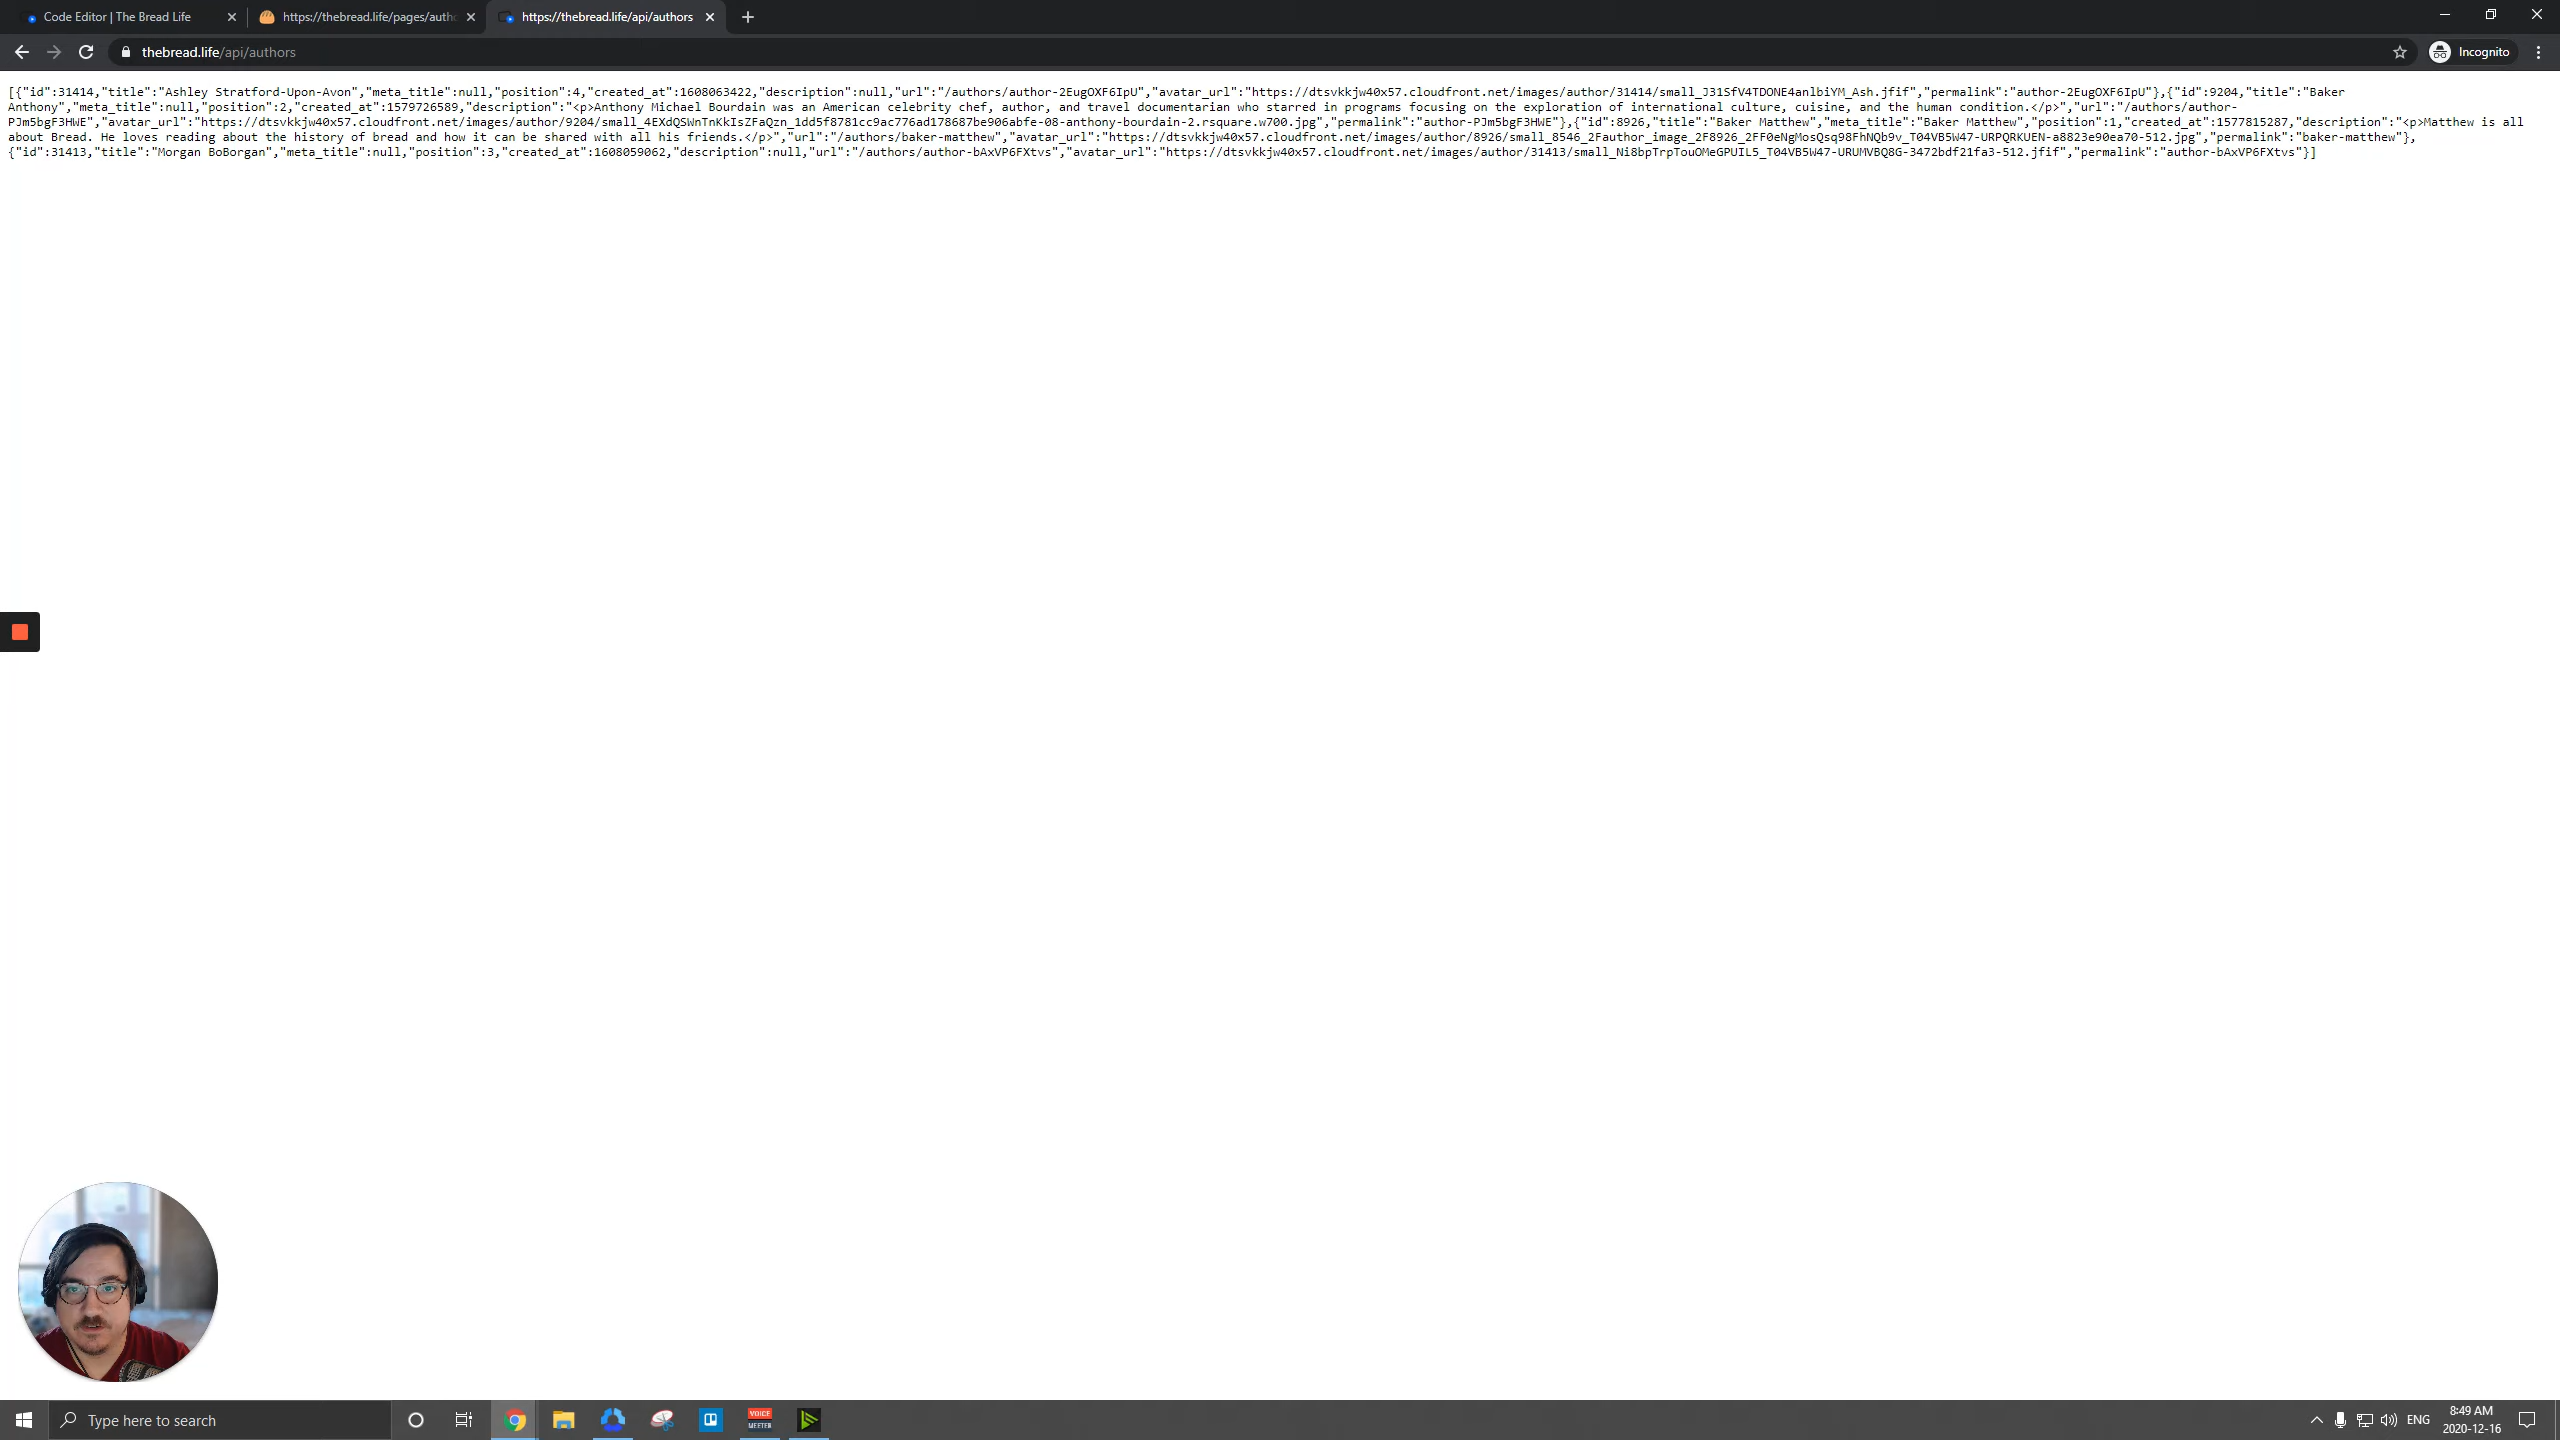 Code Editor | The Bread Life
https://thebread.life/pages/autho
https://thebread.life/api/authors
thebread.life/api/authors
Incognito
[{"id":31414,"title":"Ashley Stratford-Upon-Avon","meta_title":null,"position":4,"created_at":1608063422,"description":null,"url":"/authors/author-2EugOXF6IpU","avatar_url":"https://dtsvkkjw40x57.cloudfront.net/images/author/31414/small_J31SfV4TDONE4anlbiYM_Ash.jfif","permalink":"author-2EugOXF6IpU"},{"id":9204,"title":"Baker
Anthony","meta_title":null,"position":2,"created_at":1579726589,"description":"<p>Anthony Michael Bourdain was an American celebrity chef, author, and travel documentarian who starred in programs focusing on the exploration of international culture, cuisine, and the human condition.</p>","url":"/authors/author-
PJm5bgF3HWE","avatar_url":"https://dtsvkkjw40x57.cloudfront.net/images/author/9204/small_4EXdQSWnTnKkIsZFaQzn_1dd5f8781cc9ac776ad178687be906abfe-08-anthony-bourdain-2.rsquare.w700.jpg","permalink":"author-PJm5bgF3HWE"},{"id":8926,"title":"Baker Matthew","meta_title":"Baker Matthew","position":1,"created_at":1577815287,"description":"<p>Matthew is all
about Bread. He loves reading about the history of bread and how it can be shared with all his friends.</p>","url":"/authors/baker-matthew","avatar_url":"https://dtsvkkjw40x57.cloudfront.net/images/author/8926/small_8546_2Fauthor_image_2F8926_2FF0eNgMosQsq98FhNQb9v_T04VB5W47-URPQRKUEN-a8823e90ea70-512.jpg","permalink":"baker-matthew"},
{"id":31413,"title":"Morgan BoBorgan","meta_title":null,"position":3,"created_at":1608059062,"description":null,"url":"/authors/author-bAxVP6FXtvs","avatar_url":"https://dtsvkkjw40x57.cloudfront.net/images/author/31413/small_Ni8bpTrpTouOMeGPUIL5_T04VB5W47-URUMVBQ8G-3472bdf21fa3-512.jfif","permalink":"author-bAxVP6FXtvs"}]
Type here to search
VOICE
MEETER
ENG
8:49 AM
2020-12-16